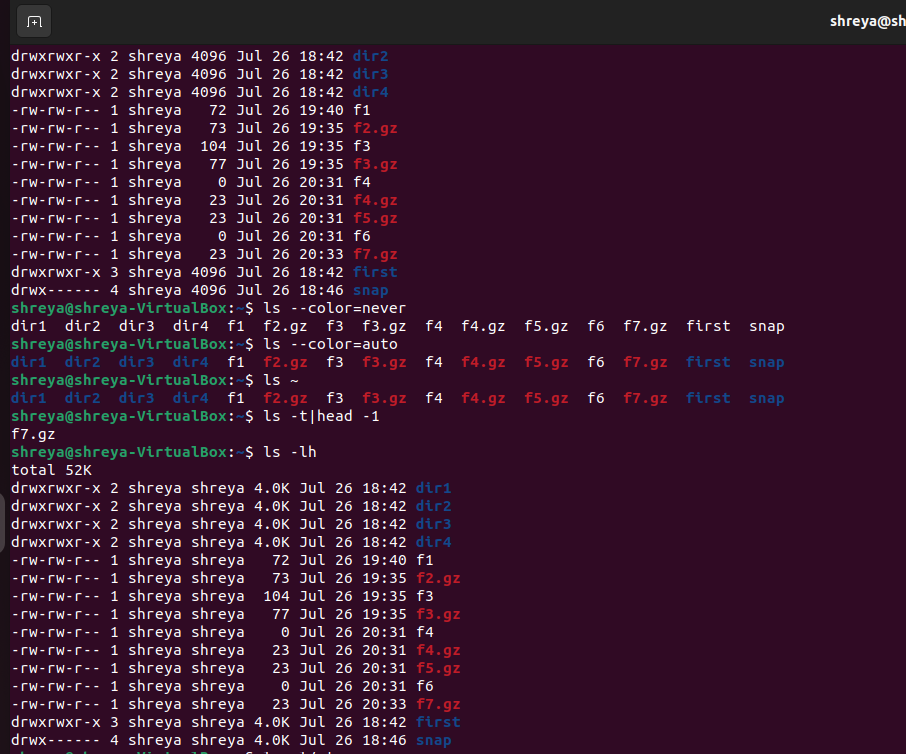 shreya@sh
drwxrwxr-x 2 shreya 4096 Jul 26 18:42 dir2
drwxrwxr-x 2 shreya 4096 Jul 26 18:42 dir3
drwxrwxr-x 2 shreya 4096 Jul 26 18:42 dir4
-rw-rw-r-- 1 shreya   72 Jul 26 19:40 f1
-rw-rw-r-- 1 shreya   73 Jul 26 19:35 f2.gz
-rw-rw-r-- 1 shreya  104 Jul 26 19:35 f3
-rw-rw-r-- 1 shreya   77 Jul 26 19:35 f3.gz
-rw-rw-r-- 1 shreya    0 Jul 26 20:31 f4
-rw-rw-r-- 1 shreya   23 Jul 26 20:31 f4.gz
-rw-rw-r-- 1 shreya   23 Jul 26 20:31 f5.gz
-rw-rw-r-- 1 shreya    0 Jul 26 20:31 f6
-rw-rw-r-- 1 shreya   23 Jul 26 20:33 f7.gz
drwxrwxr-x 3 shreya 4096 Jul 26 18:42 first
drwx------ 4 shreya 4096 Jul 26 18:46 snap
shreya@shreya-VirtualBox:~$ ls --color=never
dir1  dir2  dir3  dir4  f1  f2.gz  f3  f3.gz  f4  f4.gz  f5.gz  f6  f7.gz  first  snap
shreya@shreya-VirtualBox:~$ ls --color=auto
dir1  dir2  dir3  dir4  f1  f2.gz  f3  f3.gz  f4  f4.gz  f5.gz  f6  f7.gz  first  snap
shreya@shreya-VirtualBox:~$ ls ~
dir1  dir2  dir3  dir4  f1  f2.gz  f3  f3.gz  f4  f4.gz  f5.gz  f6  f7.gz  first  snap
shreya@shreya-VirtualBox:~$ ls -t|head -1
f7.gz
shreya@shreya-VirtualBox:~$ ls -lh
total 52K
drwxrwxr-x 2 shreya shreya 4.0K Jul 26 18:42 dir1
drwxrwxr-x 2 shreya shreya 4.0K Jul 26 18:42 dir2
drwxrwxr-x 2 shreya shreya 4.0K Jul 26 18:42 dir3
drwxrwxr-x 2 shreya shreya 4.0K Jul 26 18:42 dir4
-rw-rw-r-- 1 shreya shreya   72 Jul 26 19:40 f1
-rw-rw-r-- 1 shreya shreya   73 Jul 26 19:35 f2.gz
-rw-rw-r-- 1 shreya shreya  104 Jul 26 19:35 f3
-rw-rw-r-- 1 shreya shreya   77 Jul 26 19:35 f3.gz
-rw-rw-r-- 1 shreya shreya    0 Jul 26 20:31 f4
-rw-rw-r-- 1 shreya shreya   23 Jul 26 20:31 f4.gz
-rw-rw-r-- 1 shreya shreya   23 Jul 26 20:31 f5.gz
-rw-rw-r-- 1 shreya shreya    0 Jul 26 20:31 f6
-rw-rw-r-- 1 shreya shreya   23 Jul 26 20:33 f7.gz
drwxrwxr-x 3 shreya shreya 4.0K Jul 26 18:42 first
drwx------ 4 shreya shreya 4.0K Jul 26 18:46 snap